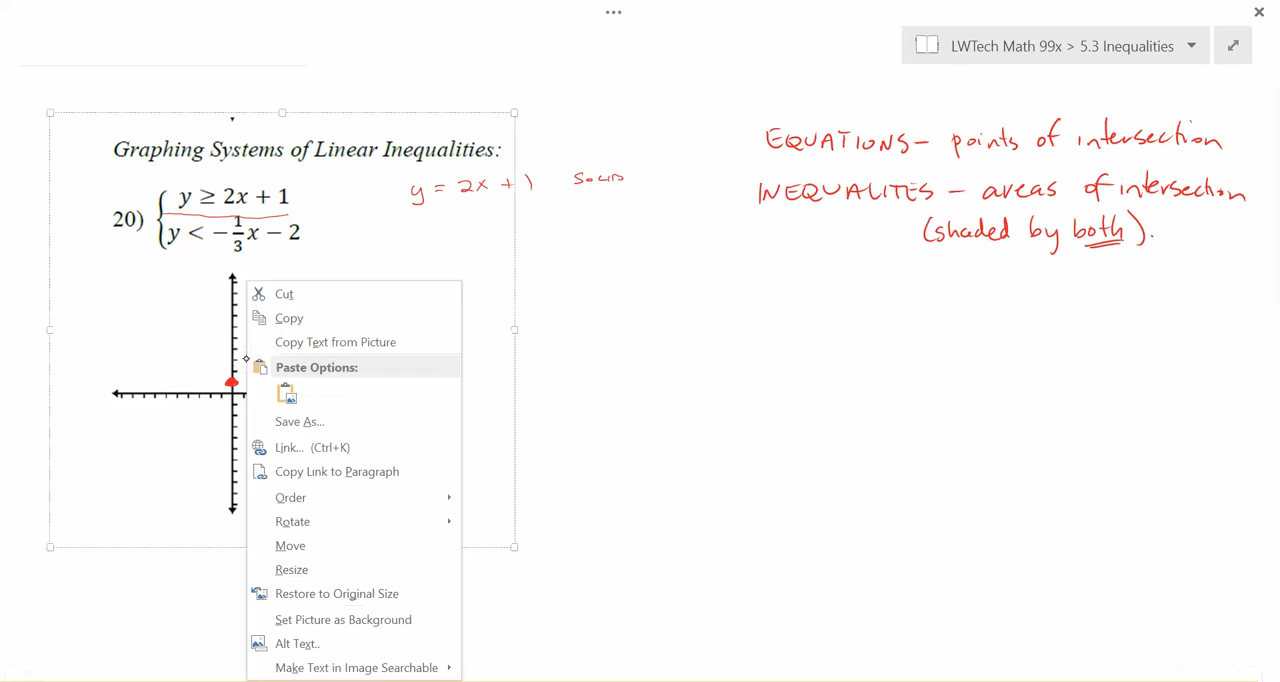 LWTech Math 99x > 5.3 Inequalities
Graphing Systems of Linear Inequalities:
20) { y ≥ 2x + 1
y < -1/3 x - 2
y = 2x + 1 SOLID
EQUATIONS - points of intersection
INEQUALITES - areas of intersection
(shaded by both).
Cut
Copy
Copy Text from Picture
Paste Options:
Save As...
Link... (Ctrl+K)
Copy Link to Paragraph
Order
Rotate
Move
Resize
Restore to Original Size
Set Picture as Background
Alt Text..
Make Text in Image Searchable